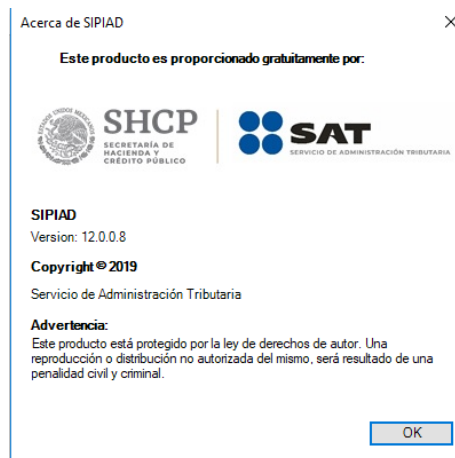 Acerca de SIPIAD
Este producto es proporcionado gratuitamente por:
ESTADOS UNIDOS MEXICANOS
SHCP
SECRETARÍA DE
HACIENDA Y
CRÉDITO PÚBLICO
SAT
SERVICIO DE ADMINISTRACIÓN TRIBUTARIA
SIPIAD
Version: 12.0.0.8
Copyright © 2019
Servicio de Administración Tributaria
Advertencia:
Este producto está protegido por la ley de derechos de autor. Una
reproducción o distribución no autorizada del mismo, será resultado de una
penalidad civil y criminal.
OK